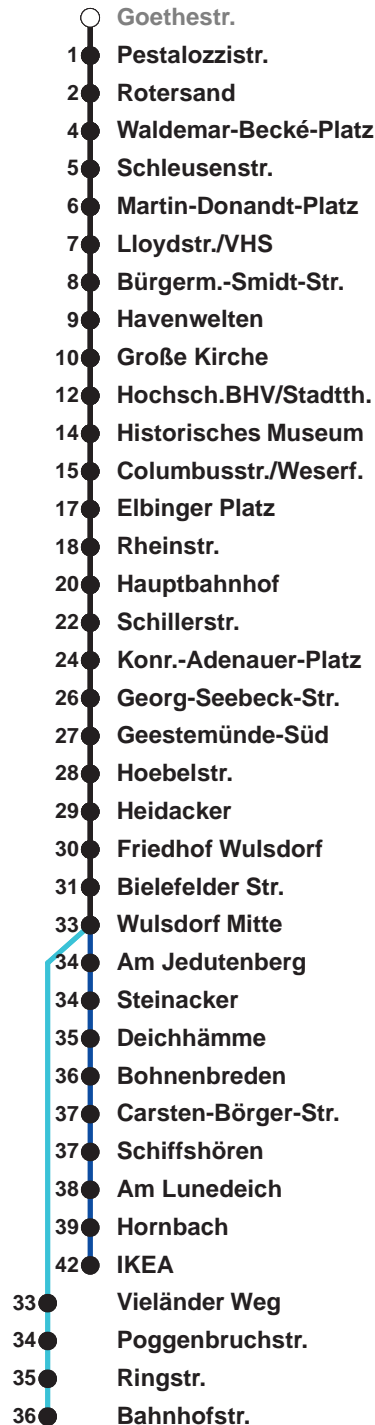 Goethestr.
1 Pestalozzistr.
2 Rotersand
4 Waldemar-Becké-Platz
5 Schleusenstr.
6 Martin-Donandt-Platz
7 Lloydstr./VHS
8 Bürgerm.-Smidt-Str.
9 Havenwelten
10 Große Kirche
12 Hochsch.BHV/Stadtth.
14 Historisches Museum
15 Columbusstr./Weserf.
17 Elbinger Platz
18 Rheinstr.
20 Hauptbahnhof
22 Schillerstr.
24 Konr.-Adenauer-Platz
26 Georg-Seebeck-Str.
27 Geestemünde-Süd
28 Hoebelstr.
29 Heidacker
30 Friedhof Wulsdorf
31 Bielefelder Str.
33 Wulsdorf Mitte
34 Am Jedutenberg
34 Steinacker
35 Deichhämme
36 Bohnenbreden
37 Carsten-Börger-Str.
37 Schiffshören
38 Am Lunedeich
39 Hornbach
42 IKEA
33 Vieländer Weg
34 Poggenbruchstr.
35 Ringstr.
36 Bahnhofstr.